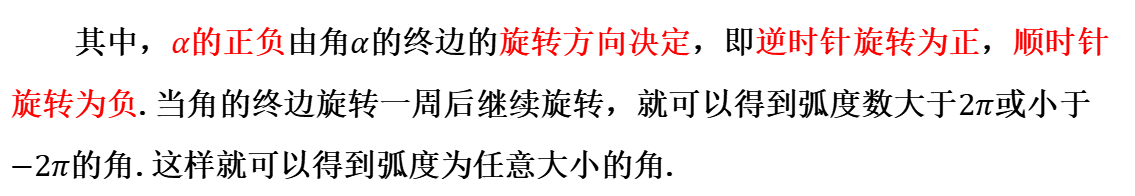 其中，α的正负由角α的终边的旋转方向决定，即逆时针旋转为正，顺时针
旋转为负.当角的终边旋转一周后继续旋转，就可以得到弧度数大于2π或小于
−2π的角.这样就可以得到弧度为任意大小的角.